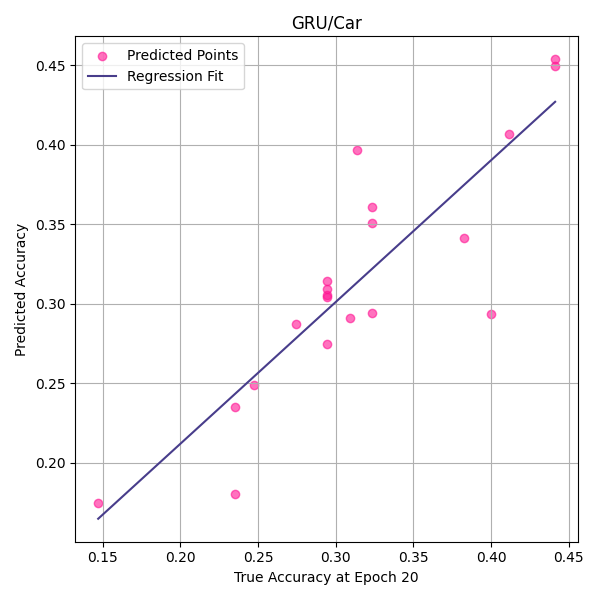 GRU/Car
Predicted Points
Regression Fit
Predicted Accuracy
0.45
0.40
0.35
0.30
0.25
0.20
0.15 0.20 0.25 0.30 0.35 0.40 0.45
True Accuracy at Epoch 20